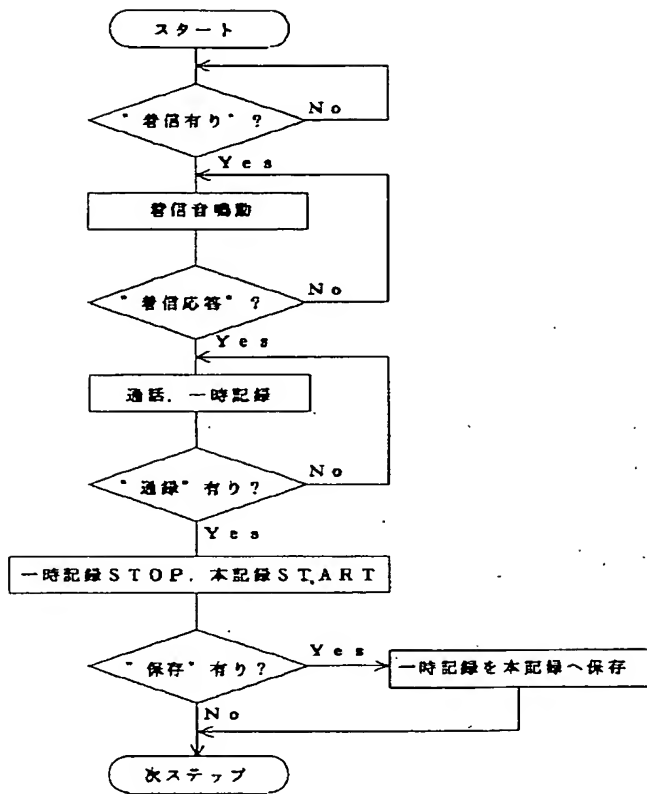 スタート
No
"着信有り"?
Yes
着信音鳴動
No
"着信応答"?
Yes
通話,一時記録
No
"通録"有り?
Yes
一時記録STOP,本記録START
"保存"有り?
Yes
一時記録を本記録へ保存
No
次ステップ